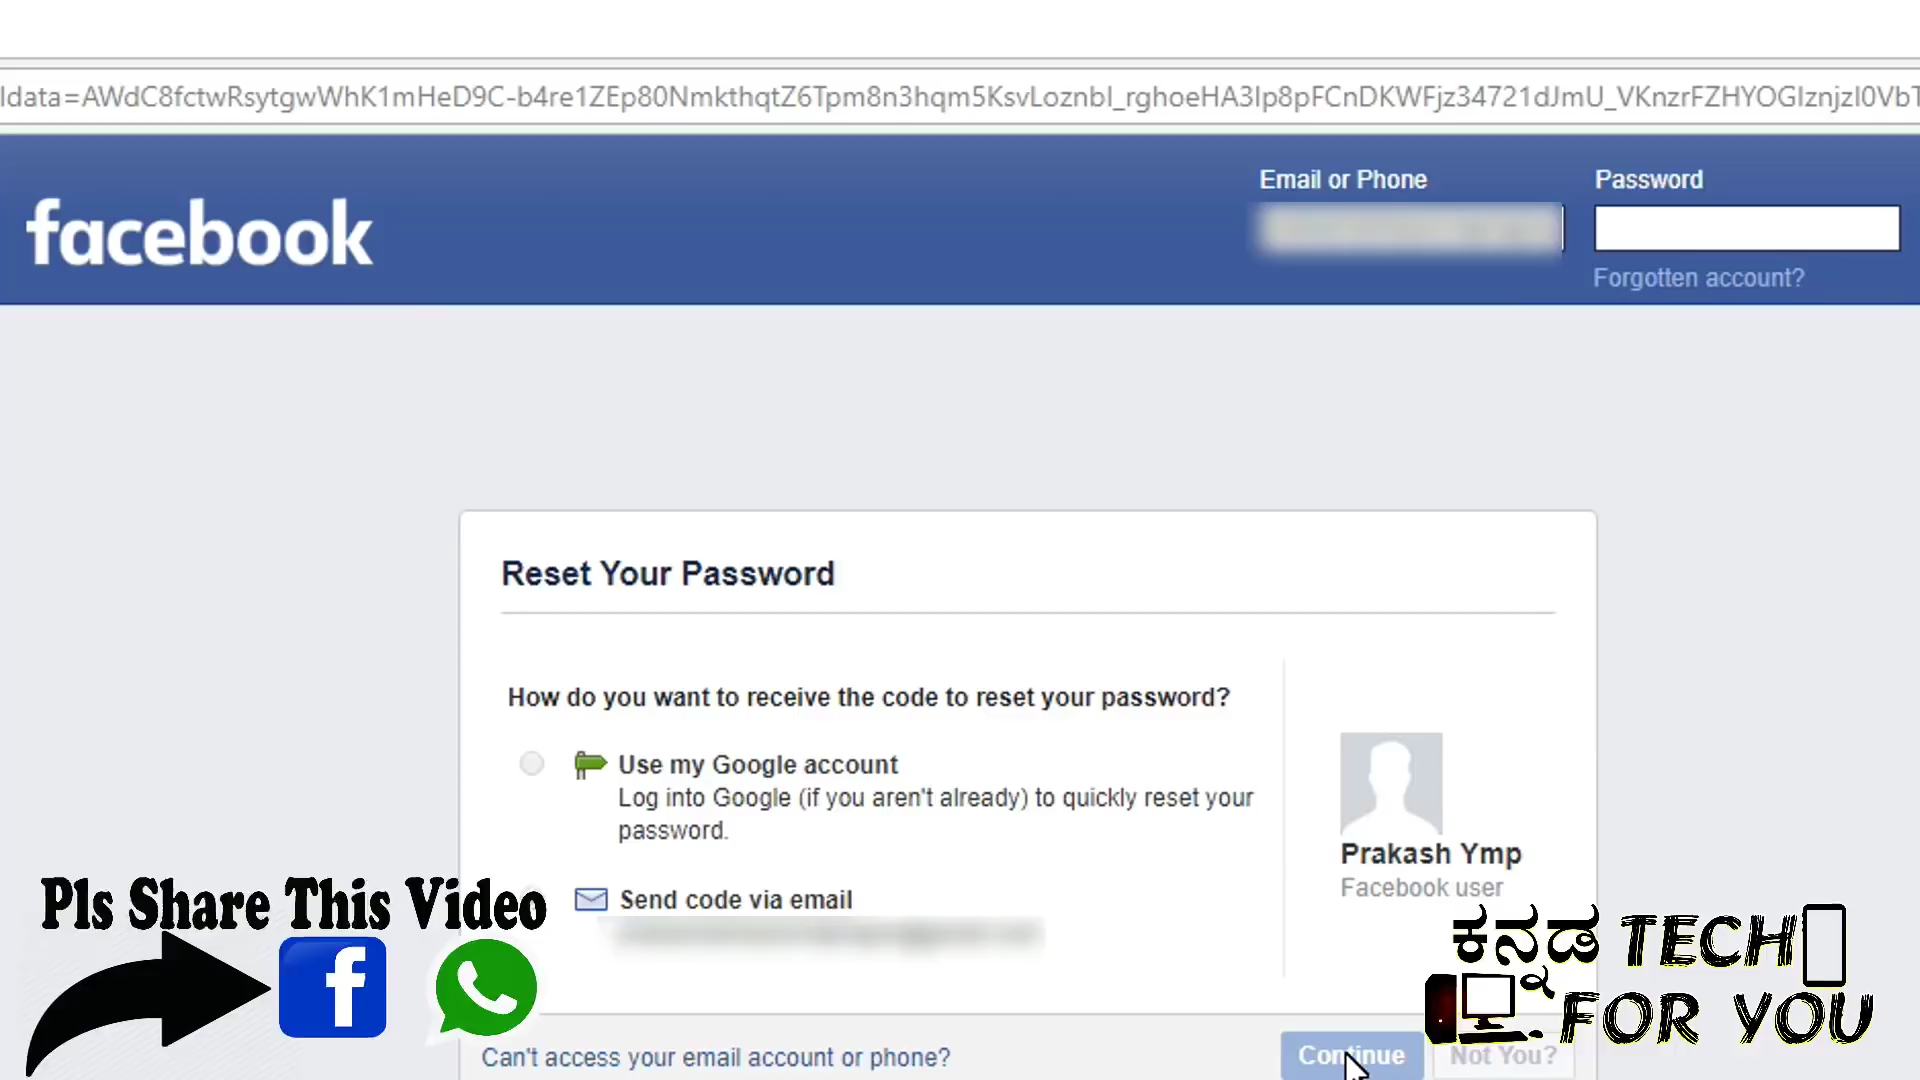 ldata=AWdC8fctwRsytgwWhK1mHeD9C-b4re1ZEp80NmkthqtZ6Tpm8n3hqm5KsvLoznbI_rghoeHA3Ip8pFCnDKWFjz34721dJmU_VKnzrFZHYOGIznjzI0VbT
Email or Phone
Password
facebook
Forgotten account?
Reset Your Password
How do you want to receive the code to reset your password?
Use my Google account
Log into Google (if you aren't already) to quickly reset your
password.
Prakash Ymp
Facebook user
Send code via email
Pls Share This Video
ಕನ್ನಡ TECH
FOR YOU
Can't access your email account or phone?
Continue
Not You?